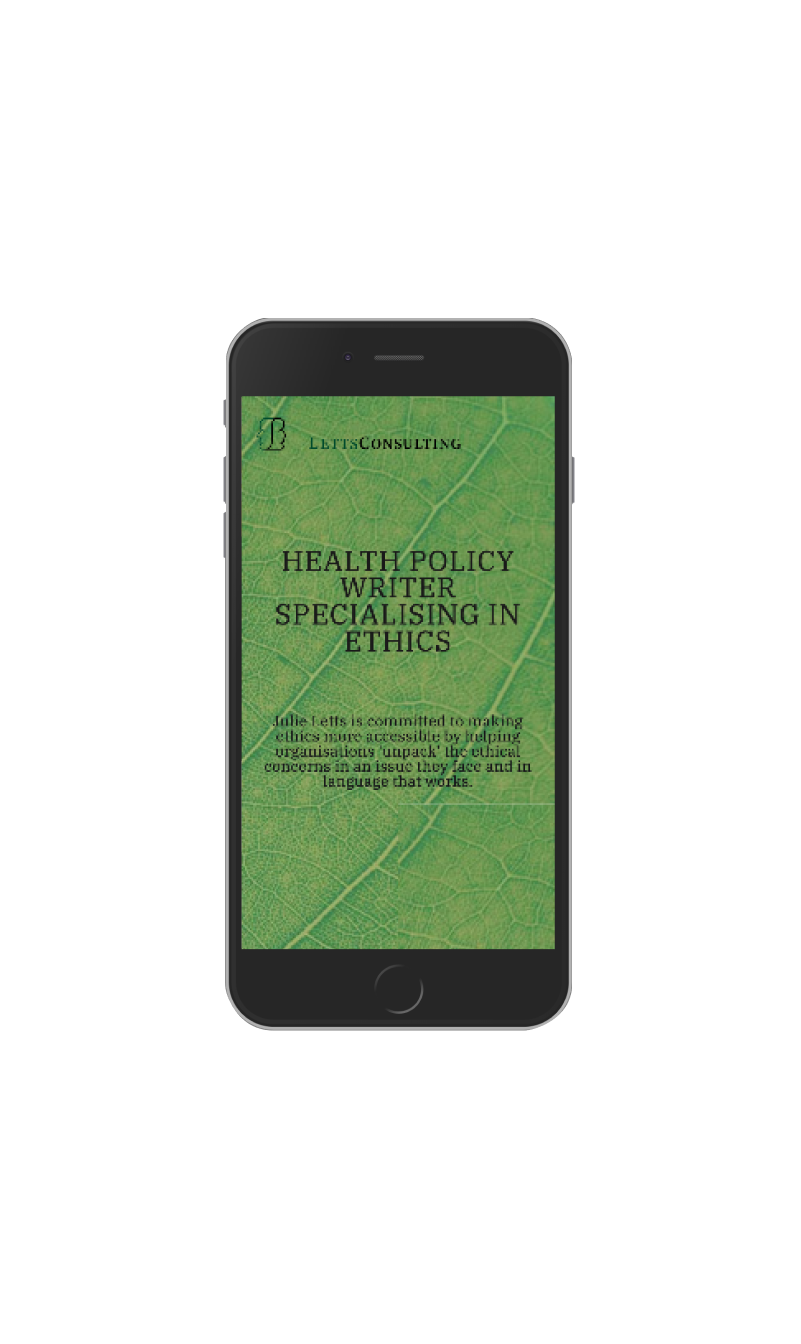 LETTSCONSULTING
HEALTH POLICY
WRITER
SPECIALISING IN
ETHICS
Julie Letts is committed to making
ethics more accessible by helping
organisations 'unpack' the ethical
concerns in an issue they face and in
language that works.